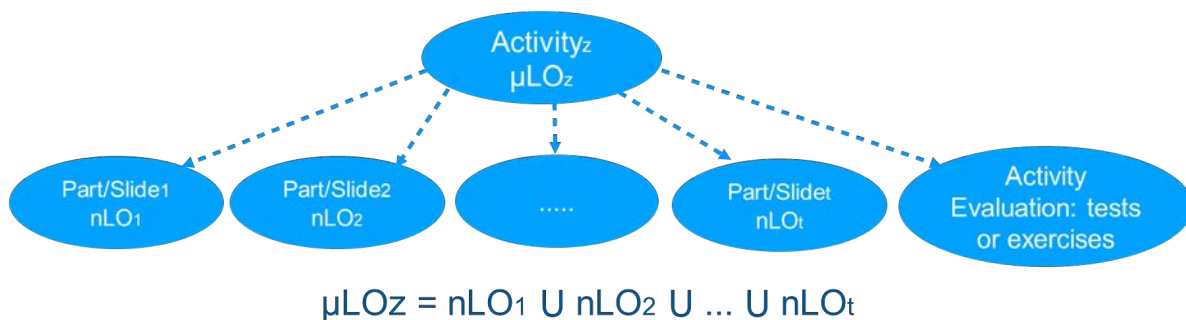 Activityz
µLOz
Part/Slide1
nLO1
Part/Slide2
nLO2
.....
Part/Slidet
nLOt
Activity
Evaluation: tests
or exercises
µLOz = nLO1 U nLO2 U ... U nLOt